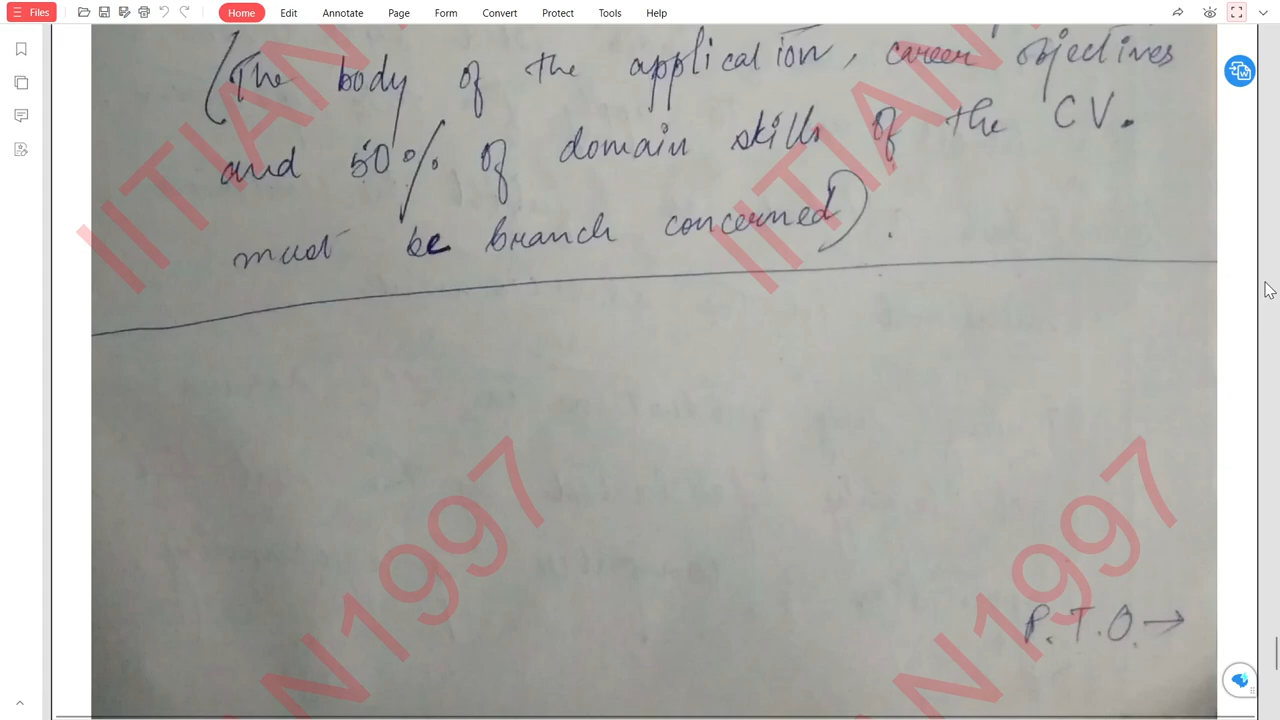 Files
Home Edit Annotate Page Form Convert Protect Tools Help
(The body of the application, career objectives
and 50% of domain skills of the CV.
must be branch concerned).
P.T.O. →
IITIAN
IITIAN
N1997
N1997